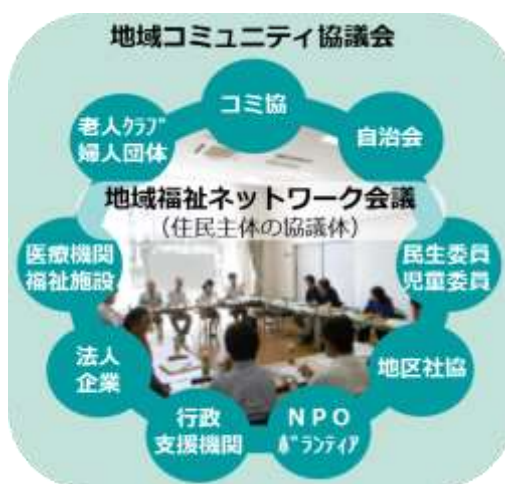 地域コミュニティ協議会
コミ協
老人ｸﾗﾌﾞ
婦人団体
自治会
地域福祉ネットワーク会議
（住民主体の協議体）
医療機関
福祉施設
民生委員
児童委員
法人
企業
地区社協
行政
支援機関
ＮＰＯ
ﾎﾞﾗﾝﾃｨｱ